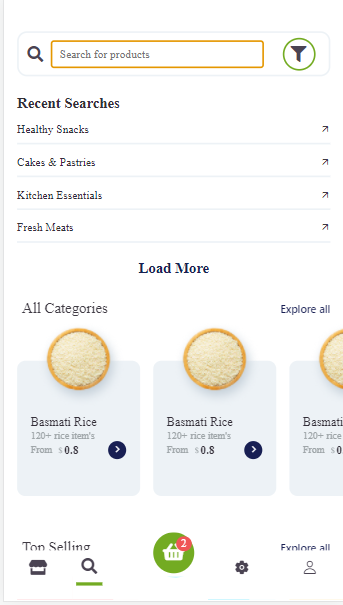 Search for products
Recent Searches
Healthy Snacks
Cakes & Pastries
Kitchen Essentials
Fresh Meats
Load More
All Categories Explore all
Basmati Rice Basmati Rice Basmati
120+ rice item's 120+ rice item's 120+ rice
From $0.8 From $0.8 From $0
Top Selling Explore all
2